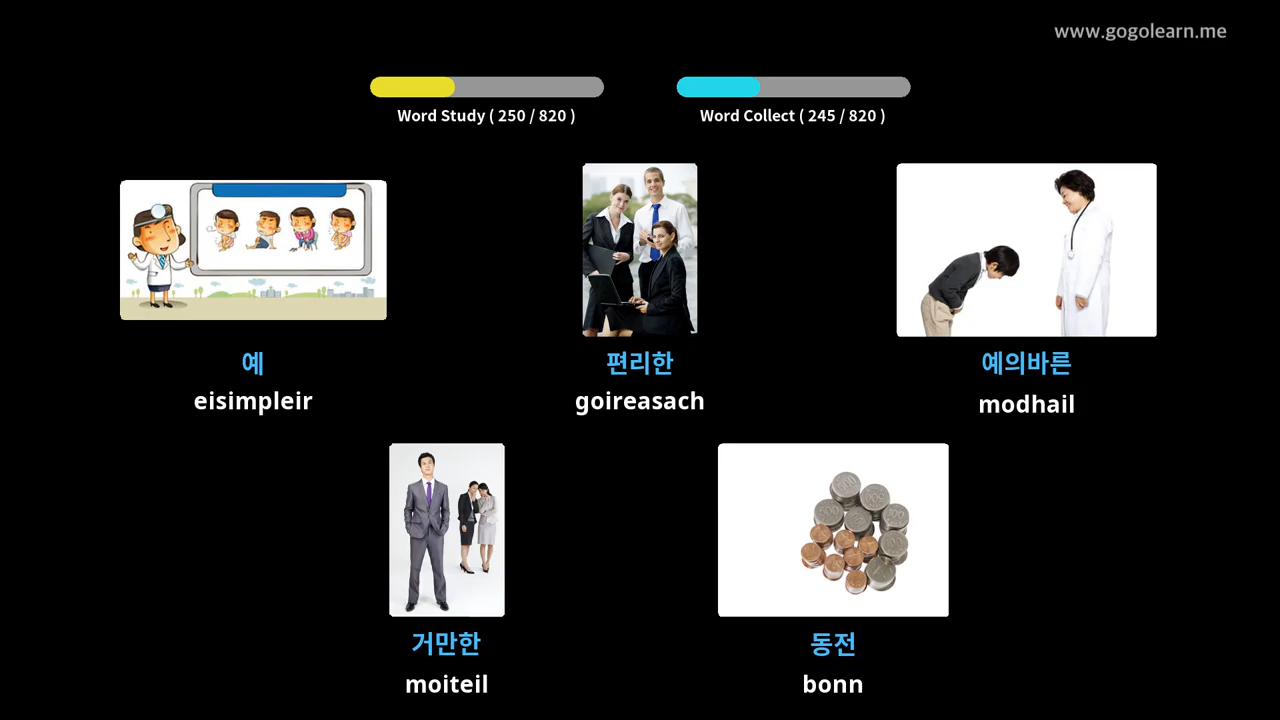 www.gogolearn.me
Word Study ( 250 / 820 )
Word Collect ( 245 / 820 )
예
eisimpleir
편리한
goireasach
예의바른
modhail
거만한
moiteil
동전
bonn